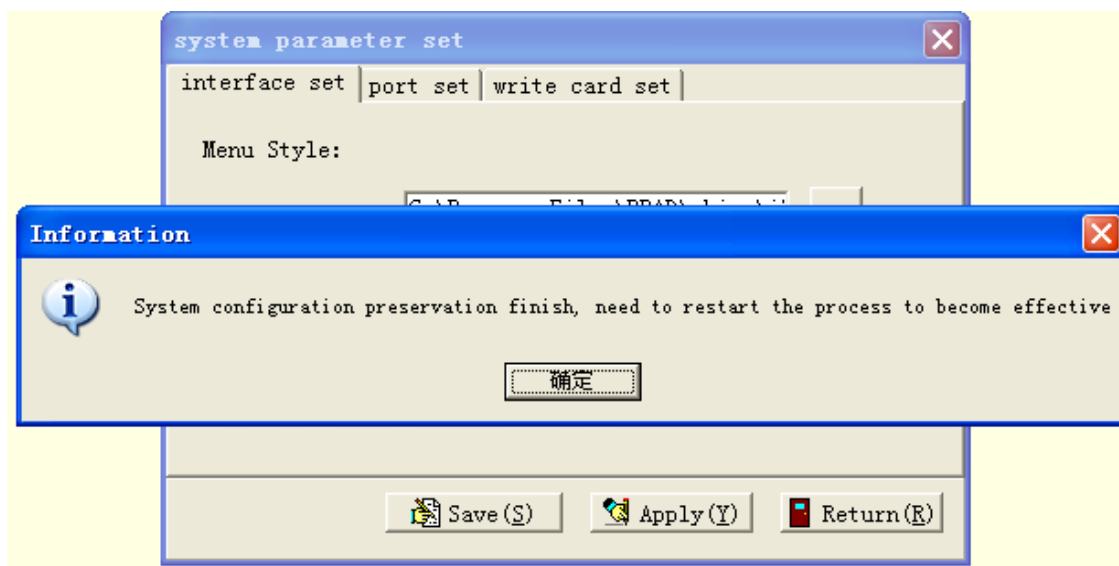 system parameter set
interface set port set write card set
Menu Style:
Information
System configuration preservation finish, need to restart the process to become effective
确定
Save(S) Apply(Y) Return(R)